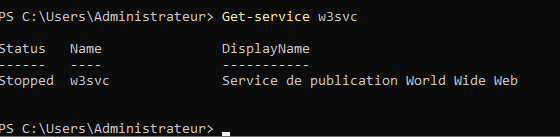 PS C:\Users\Administrateur> Get-service w3svc
Status   Name               DisplayName
------   ----               -----------
Stopped  w3svc              Service de publication World Wide Web
PS C:\Users\Administrateur>